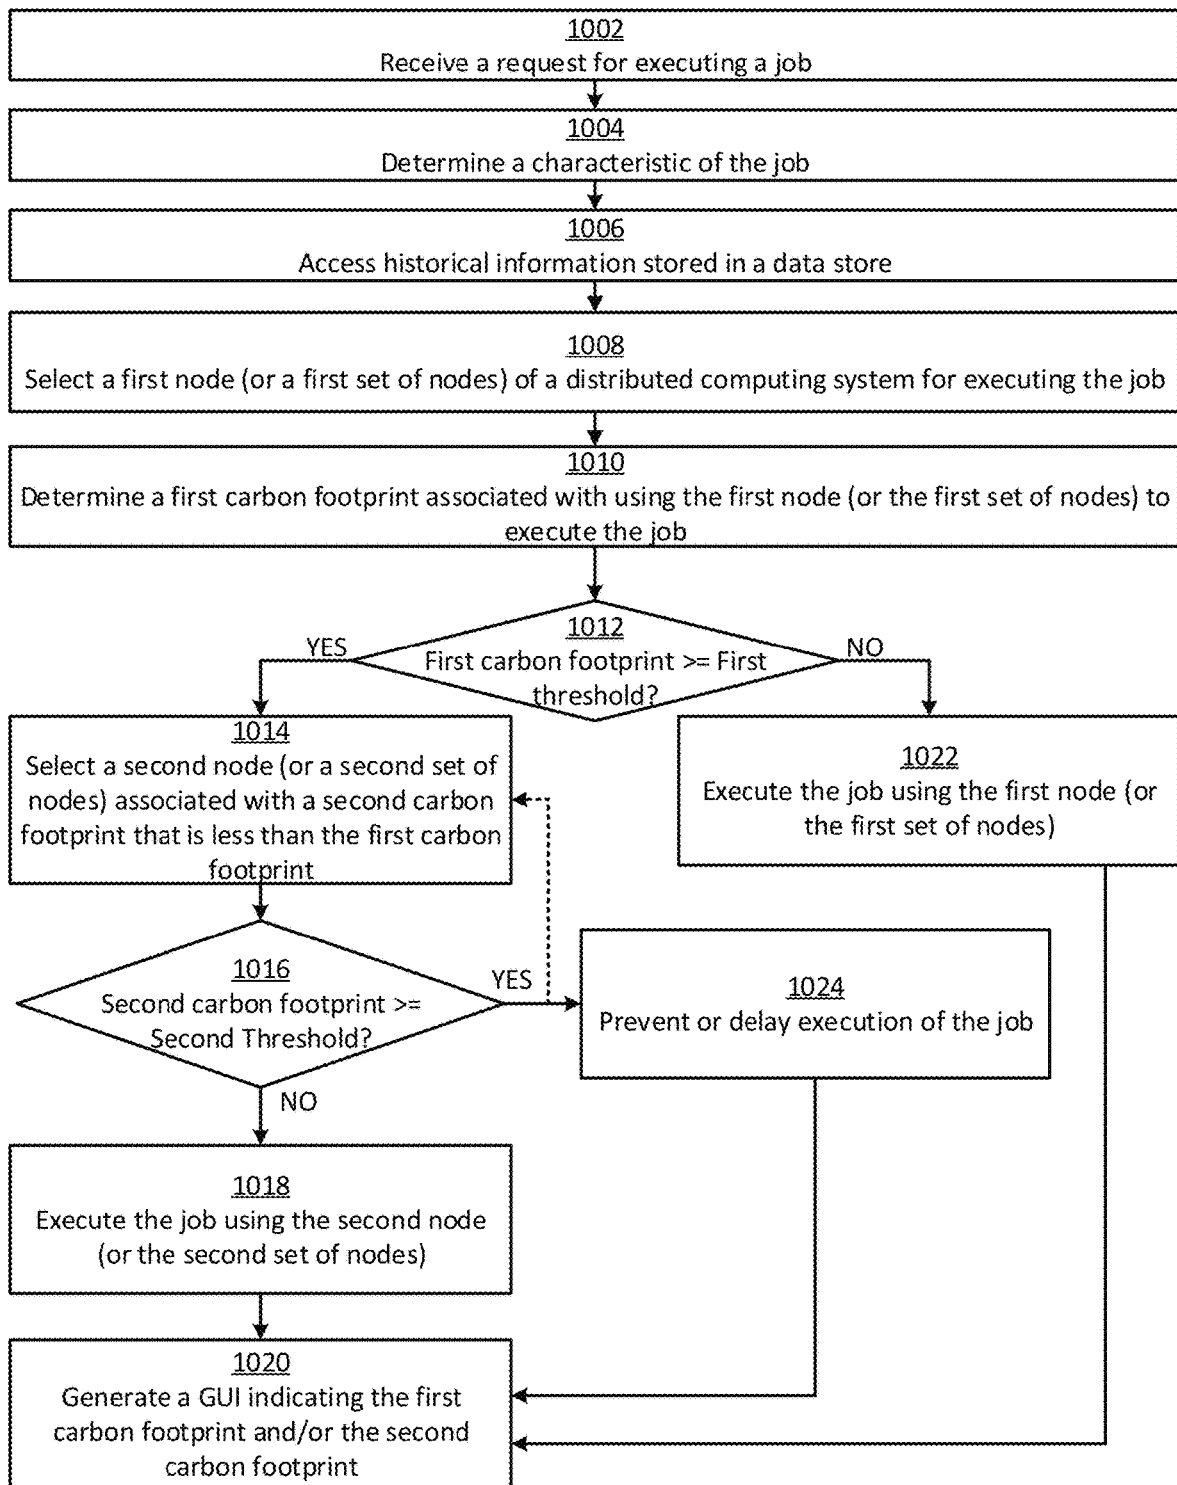 1002
Receive a request for executing a job
1004
Determine a characteristic of the job
1006
Access historical information stored in a data store
1008
Select a first node (or a first set of nodes) of a distributed computing system for executing the job
1010
Determine a first carbon footprint associated with using the first node (or the first set of nodes) to
execute the job
1012
First carbon footprint >= First
threshold?
YES
NO
1014
Select a second node (or a second set of
nodes) associated with a second carbon
footprint that is less than the first carbon
footprint
1022
Execute the job using the first node (or
the first set of nodes)
1016
Second carbon footprint >=
Second Threshold?
YES
NO
1024
Prevent or delay execution of the job
1018
Execute the job using the second node
(or the second set of nodes)
1020
Generate a GUI indicating the first
carbon footprint and/or the second
carbon footprint